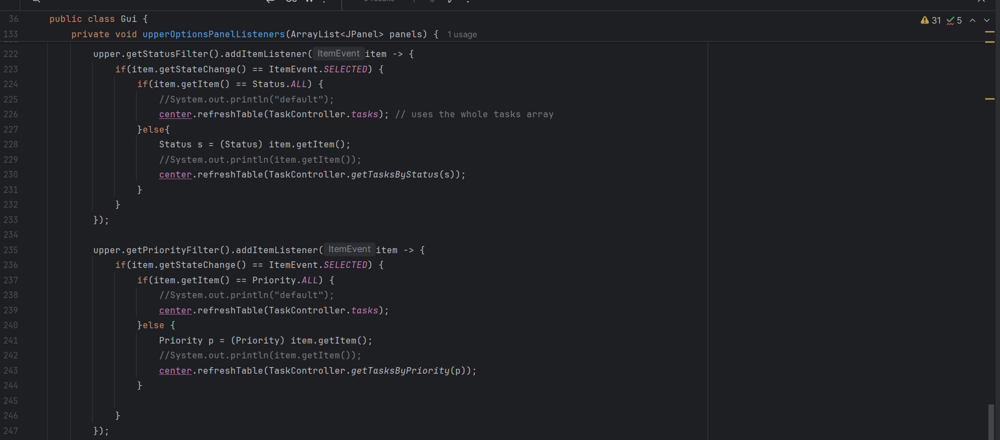 36 public class Gui {
31 5
133 private void upperOptionsPanelListeners(ArrayList<JPanel> panels) { 1 usage
222 upper.getStatusFilter().addItemListener( ItemEvent item -> {
223 if(item.getStateChange() == ItemEvent.SELECTED) {
224 if(item.getItem() == Status.ALL) {
225 //System.out.println("default");
226 center.refreshTable(TaskController.tasks); // uses the whole tasks array
227 }else{
228 Status s = (Status) item.getItem();
229 //System.out.println(item.getItem());
230 center.refreshTable(TaskController.getTasksByStatus(s));
231 }
232 }
233 });
234
235 upper.getPriorityFilter().addItemListener( ItemEvent item -> {
236 if(item.getStateChange() == ItemEvent.SELECTED) {
237 if(item.getItem() == Priority.ALL) {
238 //System.out.println("default");
239 center.refreshTable(TaskController.tasks);
240 }else {
241 Priority p = (Priority) item.getItem();
242 //System.out.println(item.getItem());
243 center.refreshTable(TaskController.getTasksByPriority(p));
244 }
245
246 }
247 });